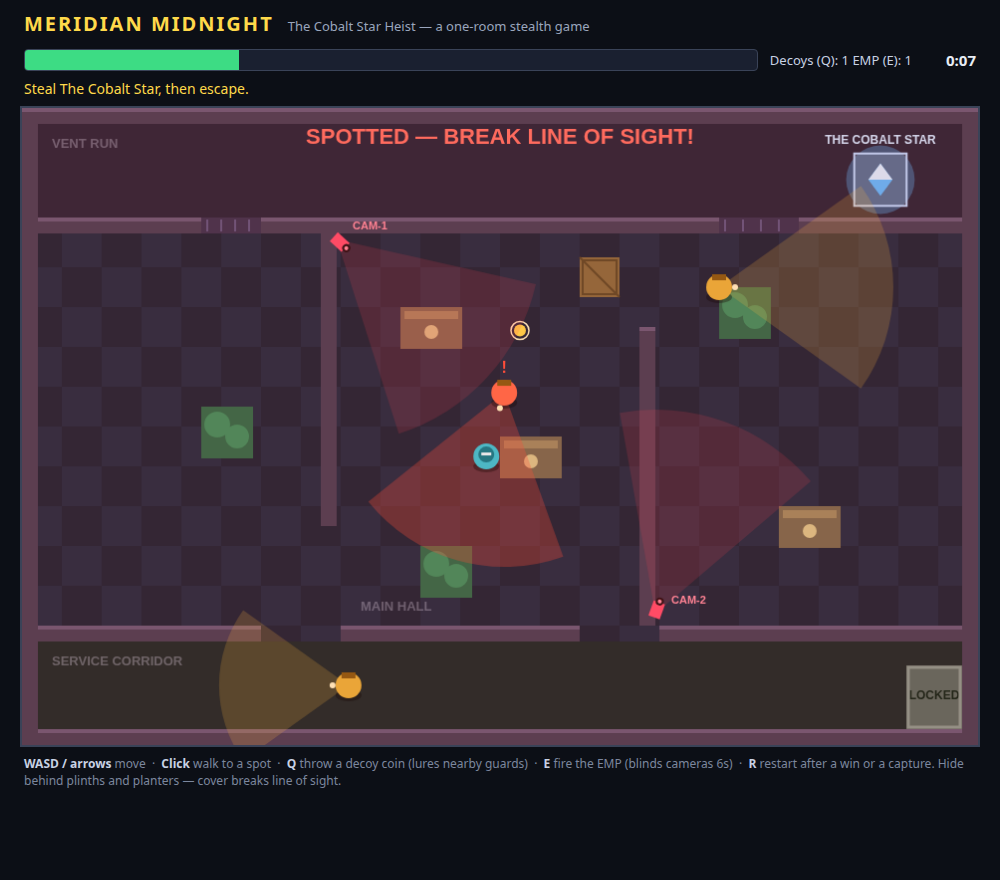 MERIDIAN MIDNIGHT The Cobalt Star Heist — a one-room stealth game
Decoys (Q): 1 EMP (E): 1 0:07
Steal The Cobalt Star, then escape.
SPOTTED — BREAK LINE OF SIGHT!
VENT RUN
THE COBALT STAR
CAM-1
!
CAM-2
MAIN HALL
SERVICE CORRIDOR
LOCKED
WASD / arrows move · Click walk to a spot · Q throw a decoy coin (lures nearby guards) · E fire the EMP (blinds cameras 6s) · R restart after a win or a capture. Hide
behind plinths and planters — cover breaks line of sight.